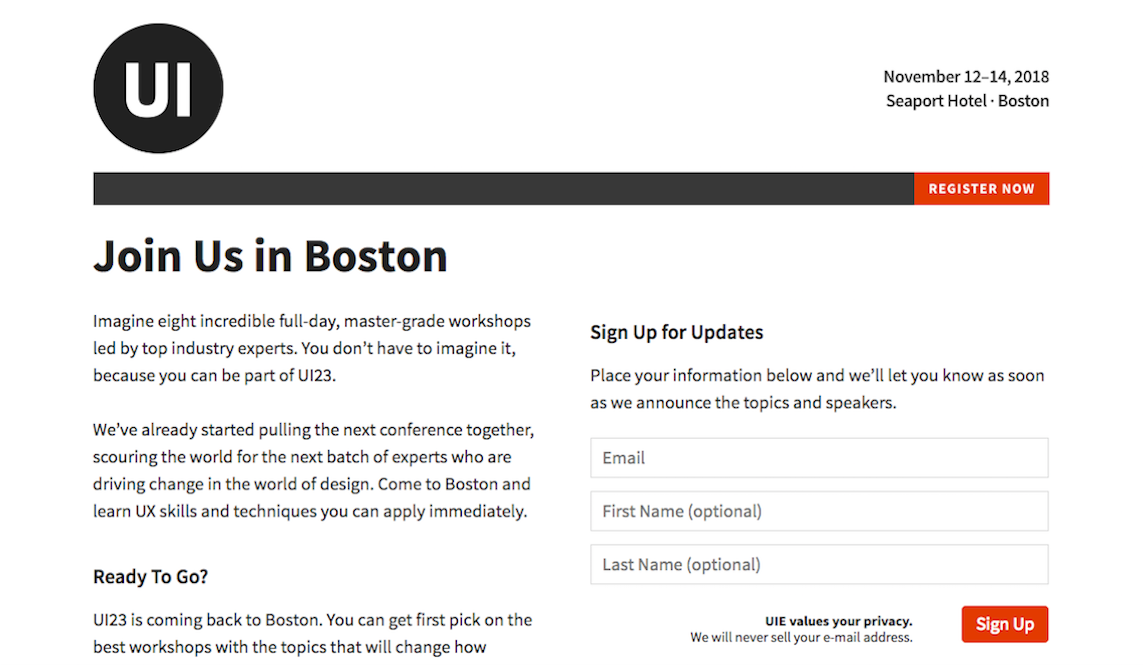 UI
November 12–14, 2018
Seaport Hotel · Boston
REGISTER NOW
Join Us in Boston
Imagine eight incredible full-day, master-grade workshops
led by top industry experts. You don’t have to imagine it,
because you can be part of UI23.
We’ve already started pulling the next conference together,
scouring the world for the next batch of experts who are
driving change in the world of design. Come to Boston and
learn UX skills and techniques you can apply immediately.
Ready To Go?
UI23 is coming back to Boston. You can get first pick on the
best workshops with the topics that will change how
Sign Up for Updates
Place your information below and we’ll let you know as soon
as we announce the topics and speakers.
Email
First Name (optional)
Last Name (optional)
UIE values your privacy.
We will never sell your e-mail address.
Sign Up